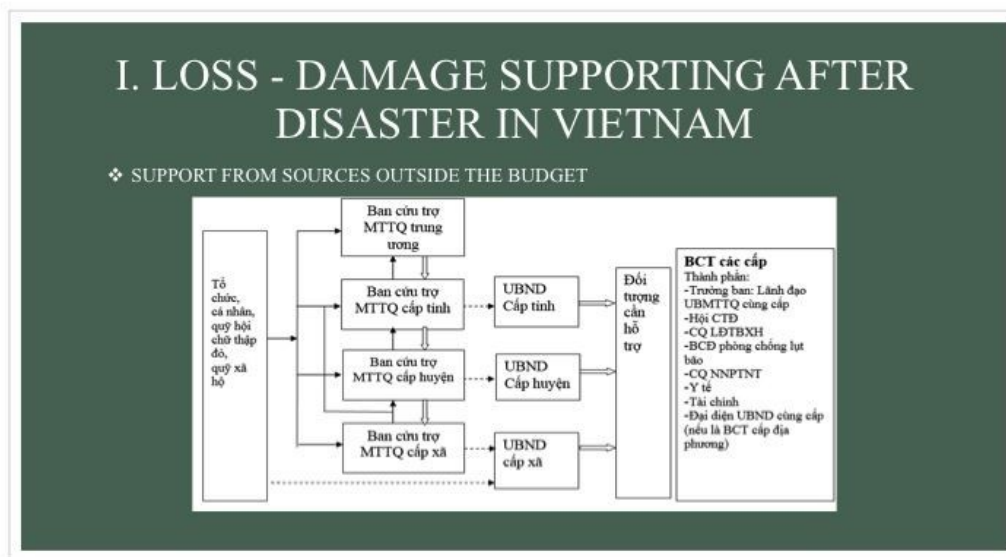 I. LOSS - DAMAGE SUPPORTING AFTER
DISASTER IN VIETNAM
❖ SUPPORT FROM SOURCES OUTSIDE THE BUDGET
Tổ
chức,
cá nhân,
quỹ hội
chữ thập
đỏ,
quỹ xã
hộ
Ban cứu trợ
MTTQ trung
ương
Ban cứu trợ
MTTQ cấp tỉnh
Ban cứu trợ
MTTQ cấp huyện
Ban cứu trợ
MTTQ cấp xã
UBND
Cấp tỉnh
UBND
Cấp huyện
UBND
cấp xã
Đối
tượng
cần
hỗ
trợ
BCT các cấp
Thành phần:
-Trưởng ban: Lãnh đạo
UBMTTQ cùng cấp
-Hội CTĐ
-CQ LĐTBXH
-BCĐ phòng chống lụt
bão
-CQ NNPTNT
-Y tế
-Tài chính
-Đại diện UBND cùng cấp
(nếu là BCT cấp địa
phương)